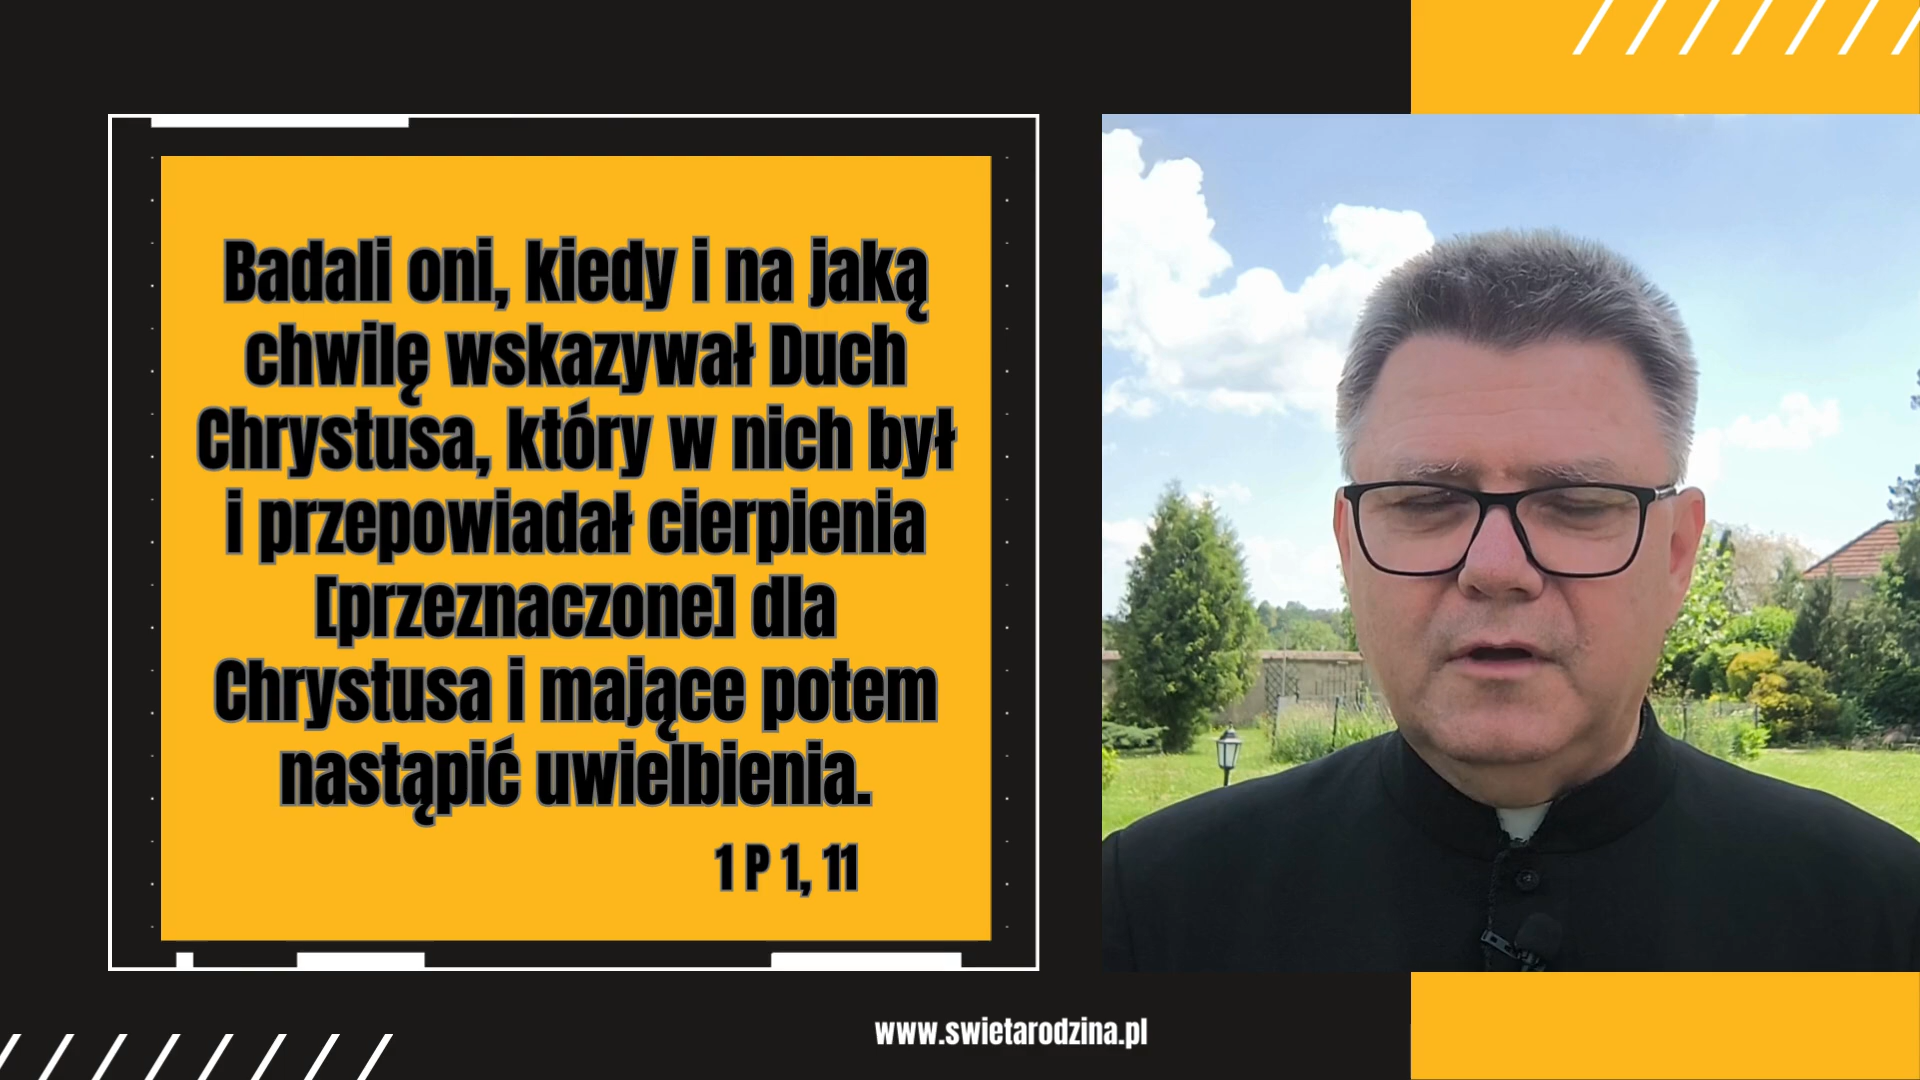 Badali oni, kiedy i na jaką
chwilę wskazywał Duch
Chrystusa, który w nich był
i przepowiadał cierpienia
[przeznaczone] dla
Chrystusa i mające potem
nastąpić uwielbienia.
1 P 1, 11
www.swietarodzina.pl